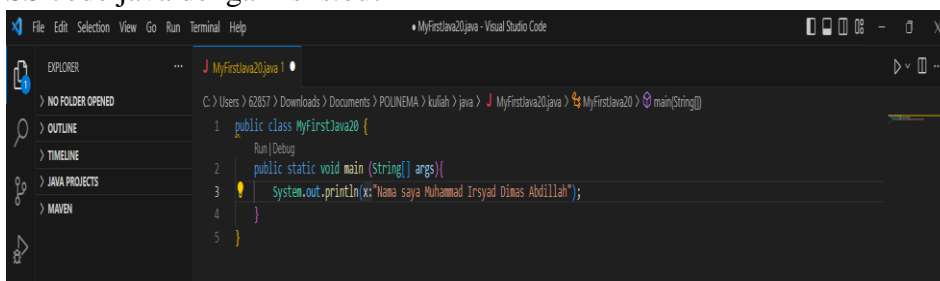 File Edit Selection View Go Run Terminal Help
● MyFirstJava20.java - Visual Studio Code
EXPLORER ...
J MyFirstJava20.java 1 ●
> NO FOLDER OPENED
> OUTLINE
> TIMELINE
> JAVA PROJECTS
> MAVEN
1
C: > Users > 62857 > Downloads > Documents > POLINEMA > kuliah > java > J MyFirstJava20.java > MyFirstJava20 > main(String[])
1 public class MyFirstJava20 {
Run | Debug
2 public static void main (String[] args){
3 System.out.println(x:"Nama saya Muhammad Irsyad Dimas Abdillah");
4 }
5 }